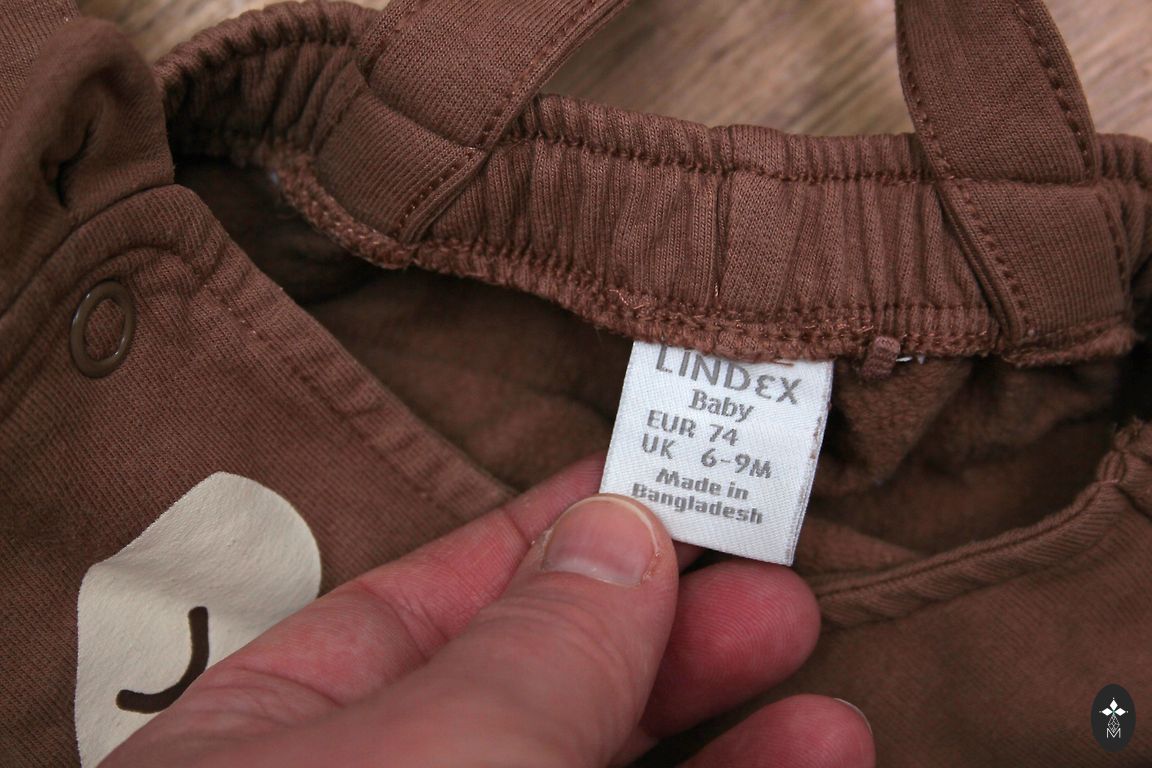 LINDEX
Baby
EUR 74
UK 6-9M
Made in
Bangladesh
M